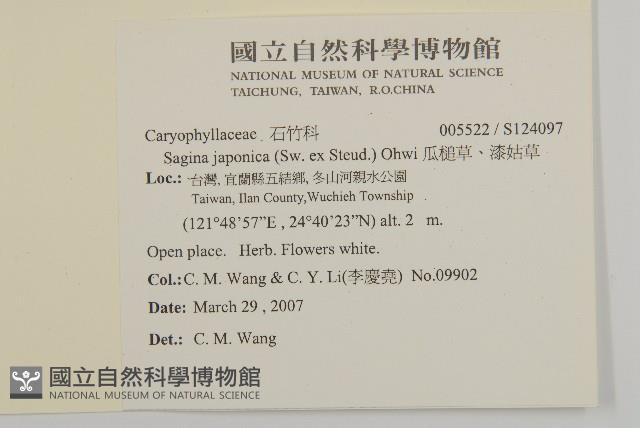 國立自然科學博物館
NATIONAL MUSEUM OF NATURAL SCIENCE
TAICHUNG, TAIWAN, R.O.CHINA
Caryophyllaceae 石竹科 005522 / S124097
Sagina japonica (Sw. ex Steud.) Ohwi 瓜槌草、漆姑草
Loc.: 台灣, 宜蘭縣五結鄉, 冬山河親水公園
Taiwan, Ilan County,Wuchieh Township
(121°48’57”E , 24°40’23”N) alt. 2 m.
Open place. Herb. Flowers white.
Col.: C. M. Wang & C. Y. Li(李慶堯) No.09902
Date: March 29 , 2007
Det.: C. M. Wang
國立自然科學博物館
NATIONAL MUSEUM OF NATURAL SCIENCE